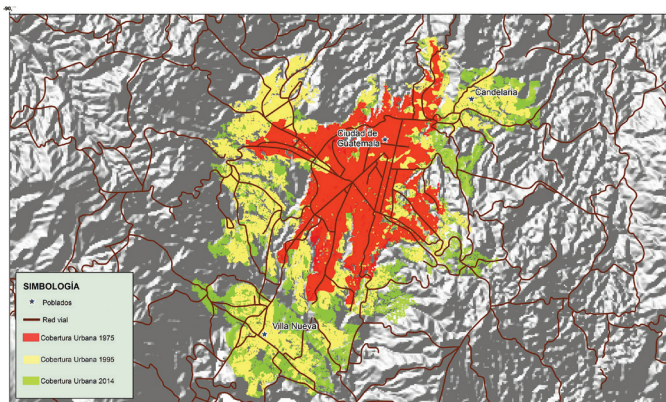 -90,
Candelaria
Ciudad de
Guatemala
Villa Nueva
SIMBOLOGÍA
Poblados
Red vial
Cobertura Urbana 1975
Cobertura Urbana 1995
Cobertura Urbana 2014